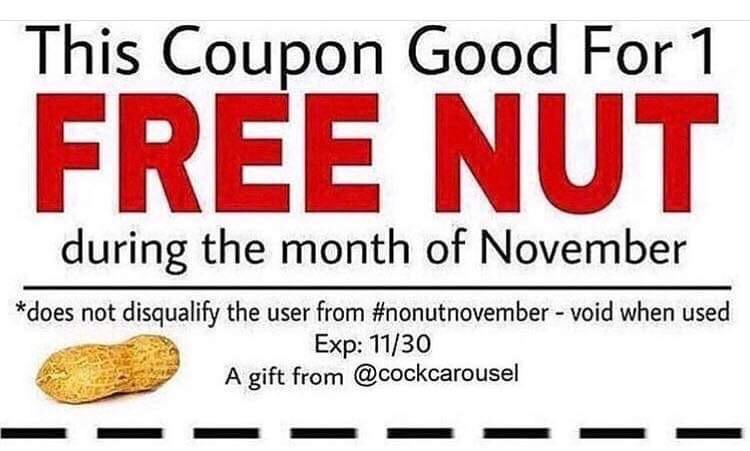 This Coupon Good For 1
FREE NUT
during the month of November
*does not disqualify the user from #nonutnovember - void when used
Exp: 11/30
A gift from @cockcarousel